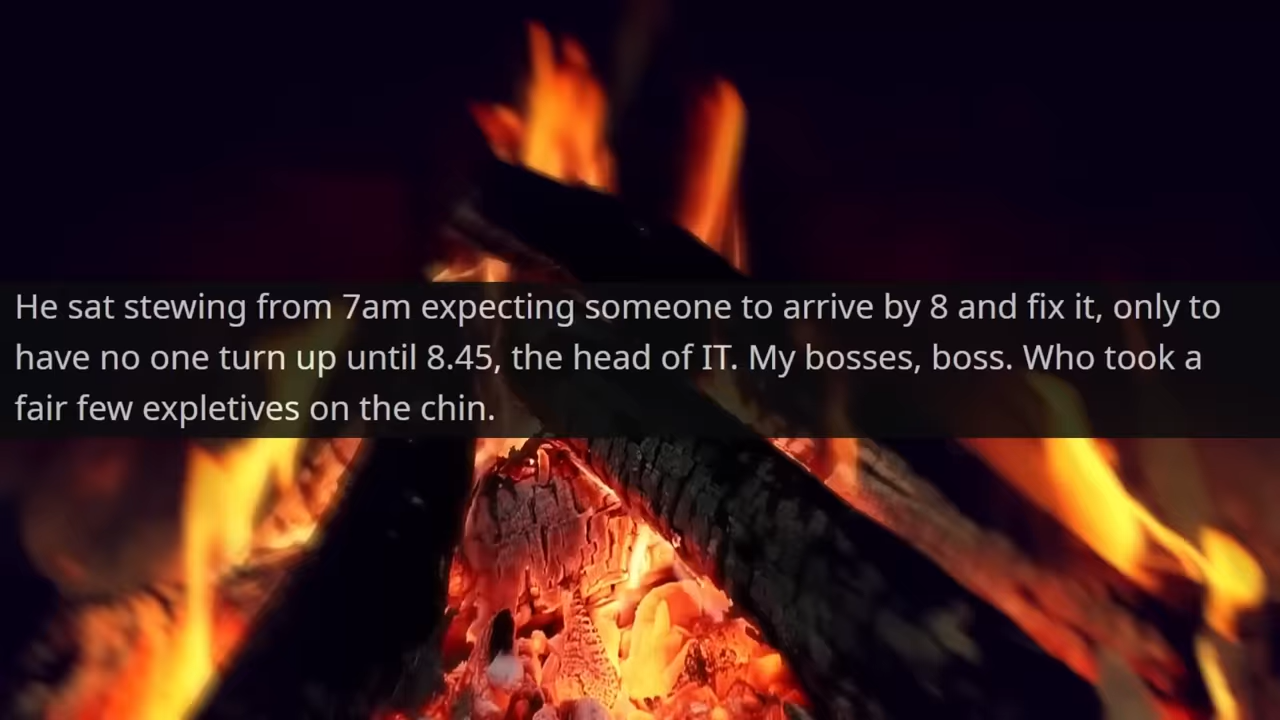 He sat stewing from 7am expecting someone to arrive by 8 and fix it, only to
have no one turn up until 8.45, the head of IT. My bosses, boss. Who took a
fair few expletives on the chin.